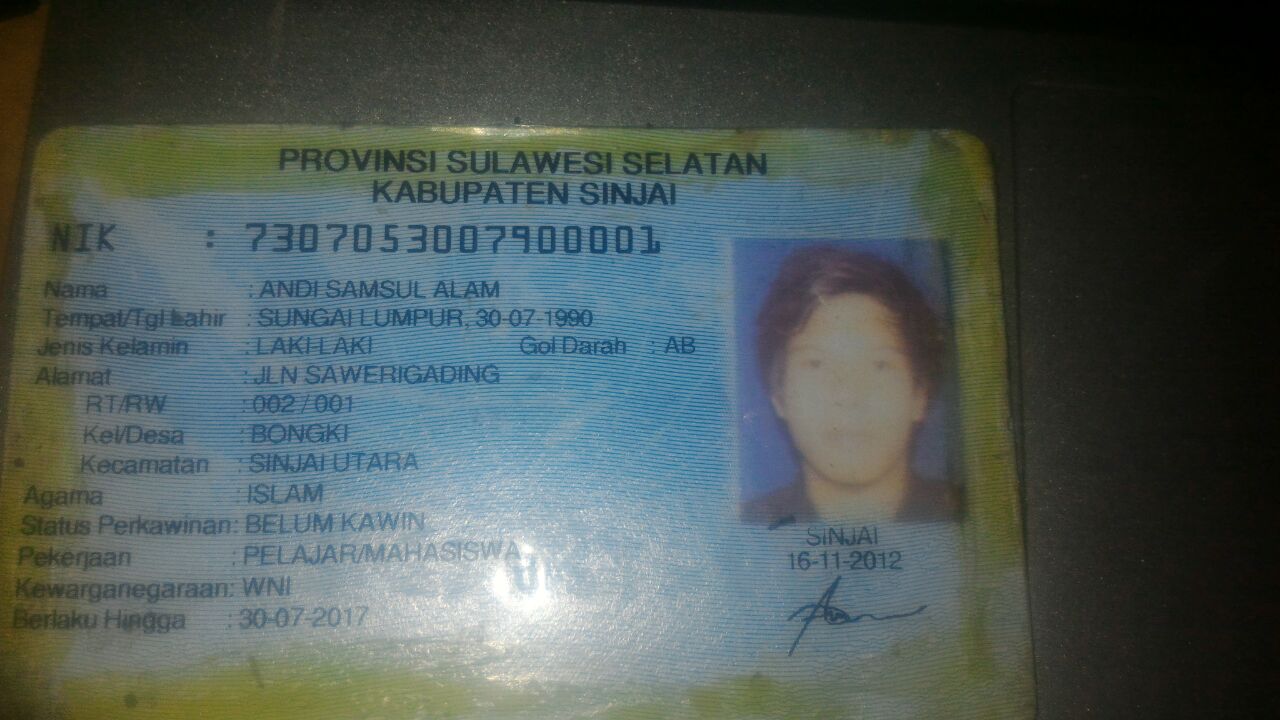 PROVINSI SULAWESI SELATAN
KABUPATEN SINJAI
NIK : 7307053007900001
Nama : ANDI SAMSUL ALAM
Tempat/Tgl Lahir : SUNGAI LUMPUR, 30-07-1990
Jenis Kelamin : LAKI-LAKI Gol Darah : AB
Alamat : JLN SAWERIGADING
RT/RW : 002 / 001
Kel/Desa : BONGKI
Kecamatan : SINJAI UTARA
Agama : ISLAM
Status Perkawinan: BELUM KAWIN
Pekerjaan : PELAJAR/MAHASISWA
Kewarganegaraan: WNI
Berlaku Hingga : 30-07-2017
SINJAI
16-11-2012